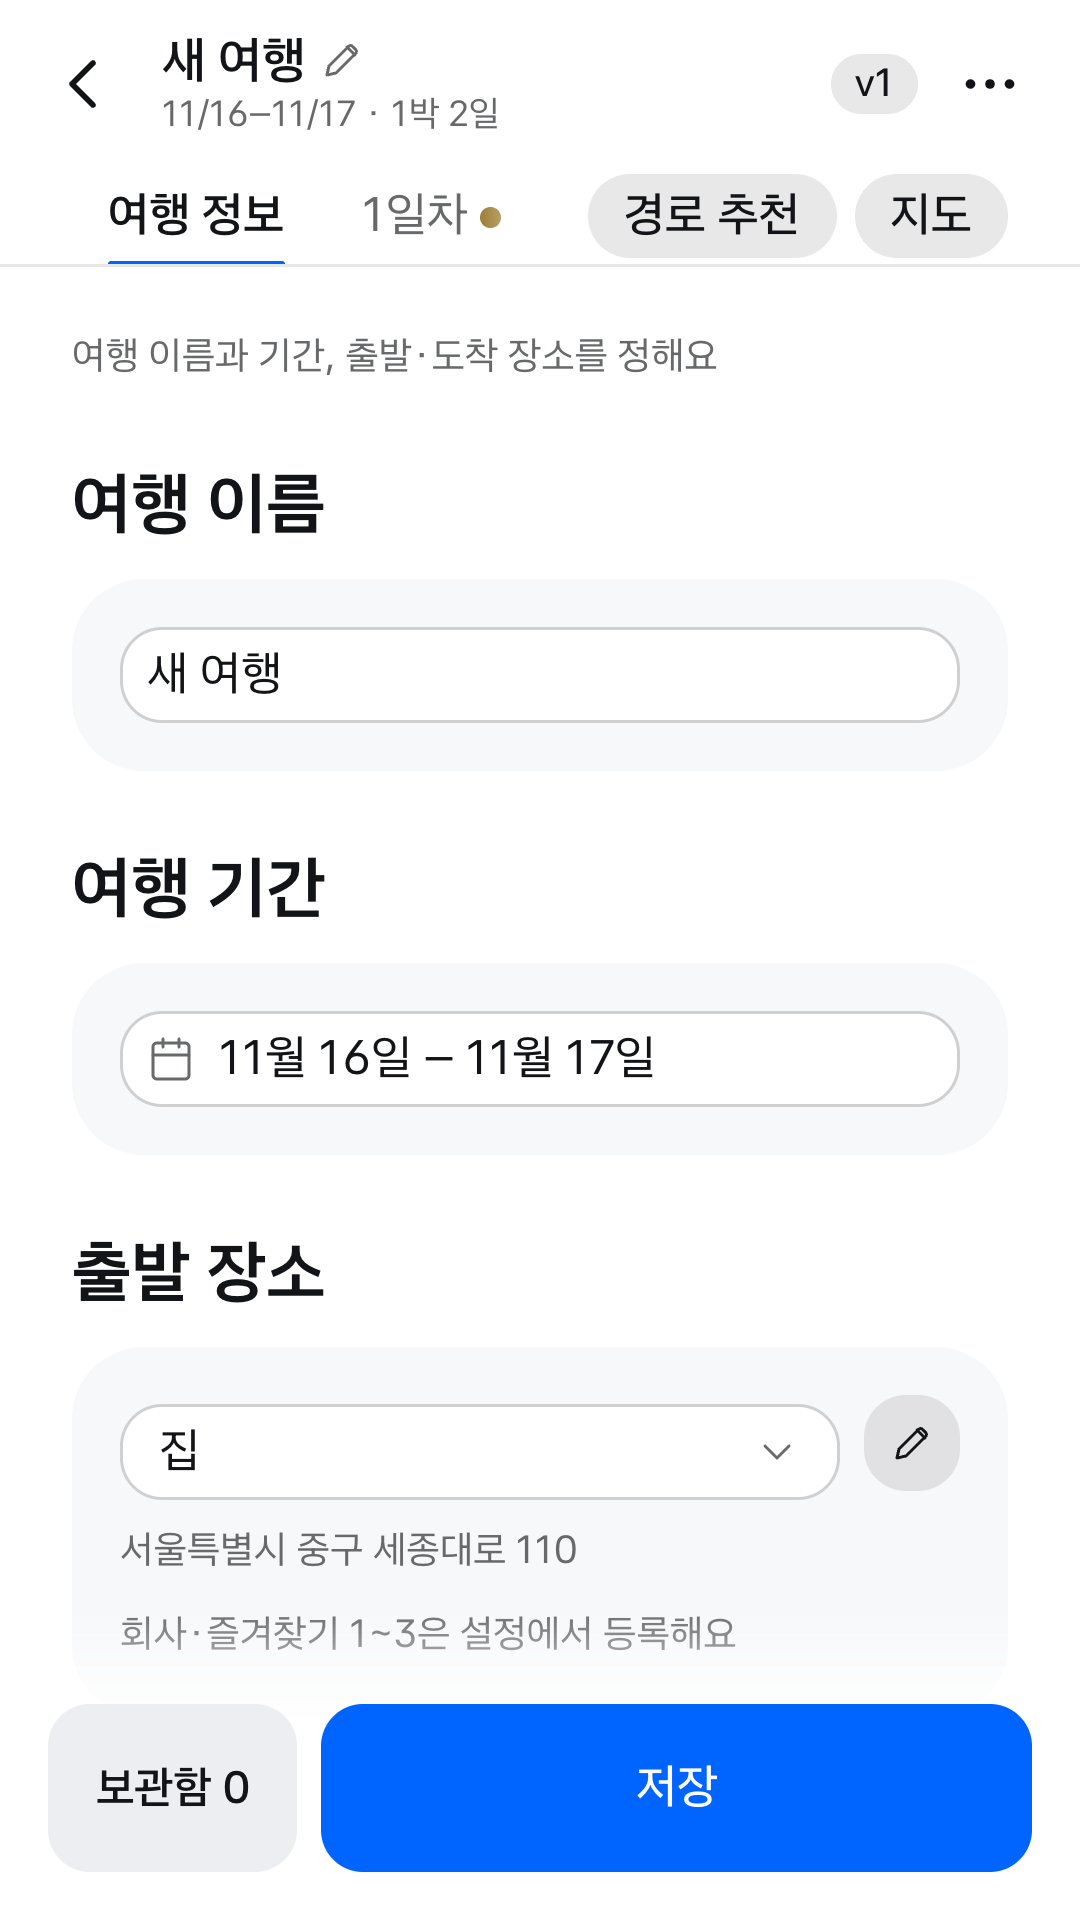 새 여행
11/16–11/17 · 1박 2일
v1
여행 정보
1일차
경로 추천
지도
여행 이름과 기간, 출발·도착 장소를 정해요
여행 이름
새 여행
여행 기간
11월 16일 – 11월 17일
출발 장소
집
서울특별시 중구 세종대로 110
회사·즐겨찾기 1~3은 설정에서 등록해요
보관함 0
저장